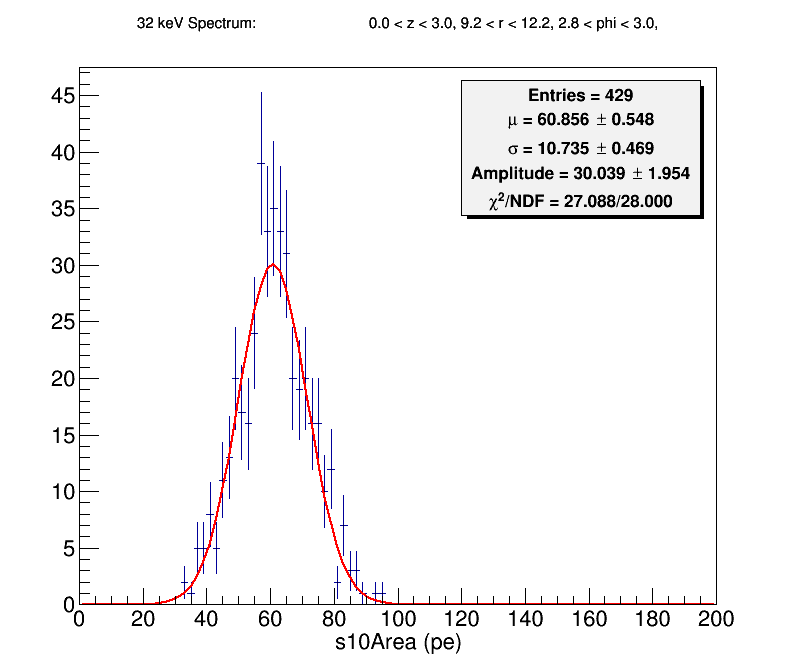 32 keV Spectrum: 0.0 < z < 3.0, 9.2 < r < 12.2, 2.8 < phi < 3.0,
Entries = 429
μ = 60.856 ± 0.548
σ = 10.735 ± 0.469
Amplitude = 30.039 ± 1.954
χ²/NDF = 27.088/28.000
45
40
35
30
25
20
15
10
5
0
0 20 40 60 80 100 120 140 160 180 200
s10Area (pe)